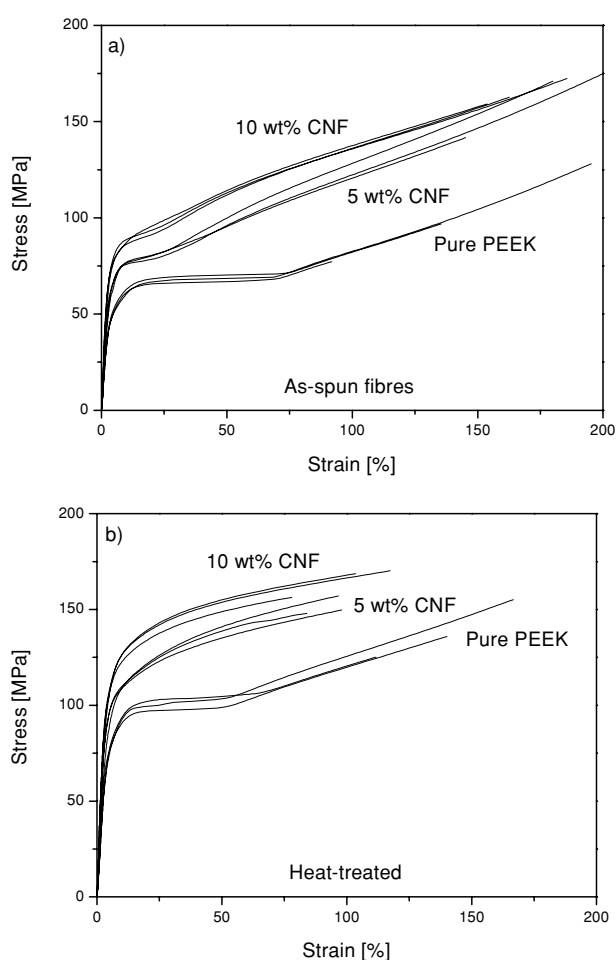 a)
200
150
100
50
0
Stress [MPa]
10 wt% CNF
5 wt% CNF
Pure PEEK
As-spun fibres
0 50 100 150 200
Strain [%]
b)
200
150
100
50
0
Stress [MPa]
10 wt% CNF
5 wt% CNF
Pure PEEK
Heat-treated
0 50 100 150 200
Strain [%]